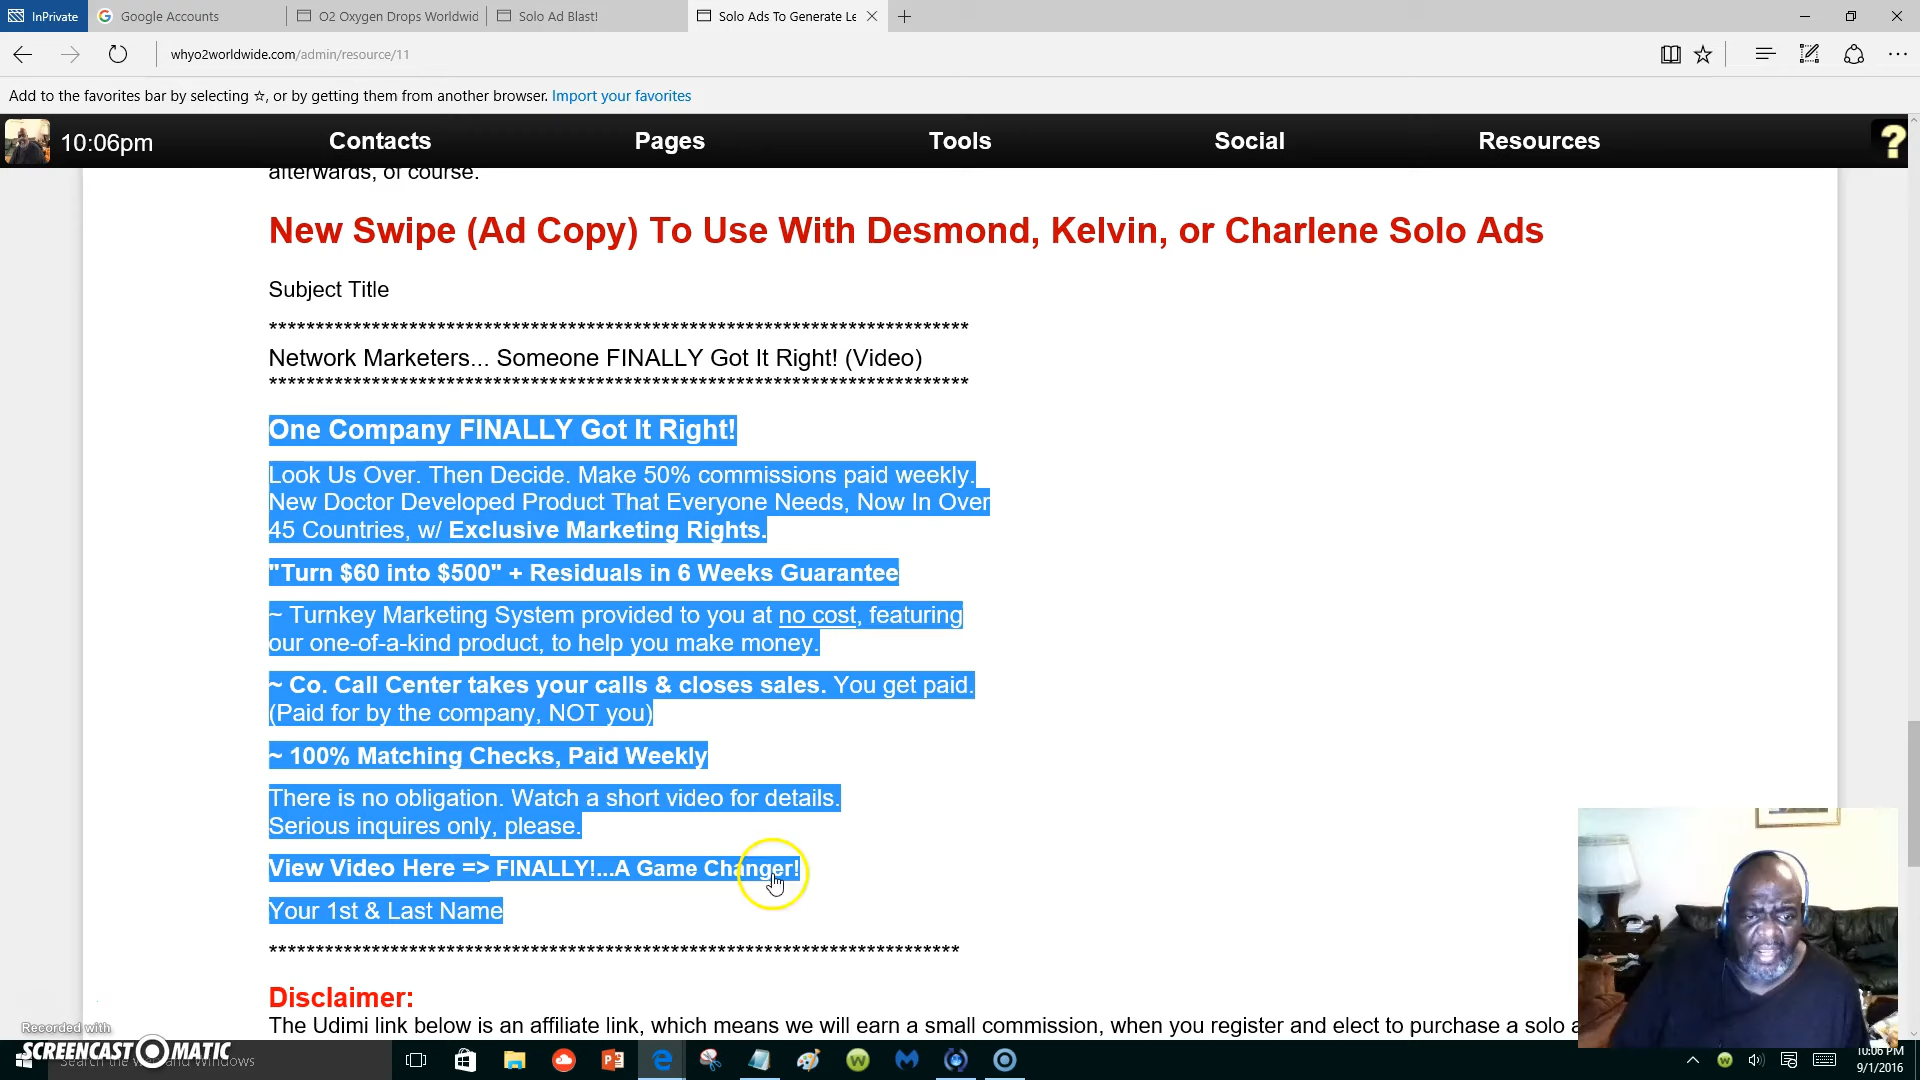 InPrivate
Google Accounts
O2 Oxygen Drops Worldwid
Solo Ad Blast!
Solo Ads To Generate Le
whyo2worldwide.com/admin/resource/11
Add to the favorites bar by selecting ☆, or by getting them from another browser. Import your favorites
10:06pm
Contacts
Pages
Tools
Social
Resources
?
afterwards, of course.
New Swipe (Ad Copy) To Use With Desmond, Kelvin, or Charlene Solo Ads
Subject Title
***************************************************************************
Network Marketers... Someone FINALLY Got It Right! (Video)
***************************************************************************
One Company FINALLY Got It Right!
Look Us Over. Then Decide. Make 50% commissions paid weekly.
New Doctor Developed Product That Everyone Needs, Now In Over
45 Countries, w/ Exclusive Marketing Rights.
"Turn $60 into $500" + Residuals in 6 Weeks Guarantee
~ Turnkey Marketing System provided to you at no cost, featuring
our one-of-a-kind product, to help you make money.
~ Co. Call Center takes your calls & closes sales. You get paid.
(Paid for by the company, NOT you)
~ 100% Matching Checks, Paid Weekly
There is no obligation. Watch a short video for details.
Serious inquires only, please.
View Video Here => FINALLY!...A Game Changer!
Your 1st & Last Name
**************************************************************************
Disclaimer:
The Udimi link below is an affiliate link, which means we will earn a small commission, when you register and elect to purchase a solo a
Recorded with
SCREENCAST-O-MATIC
Search the web and Windows
10:06 PM
9/1/2016